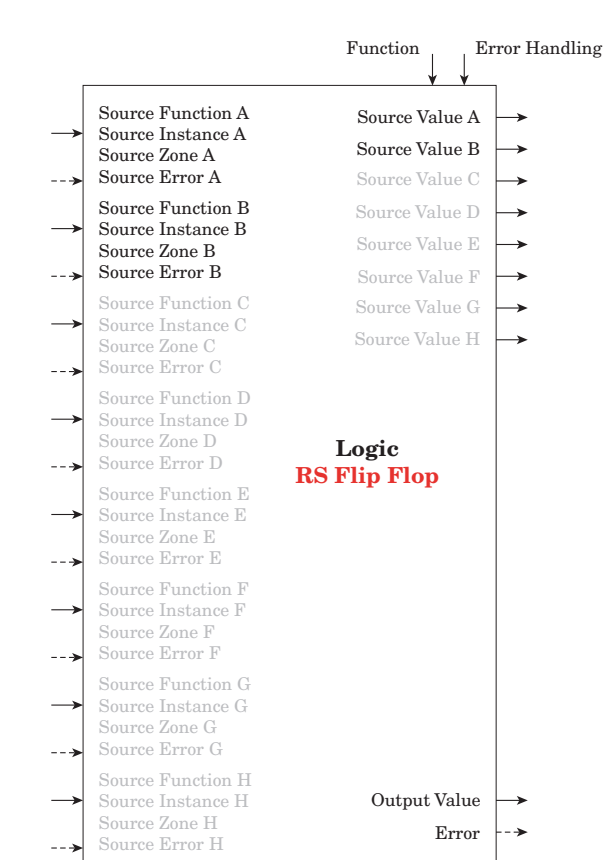 Function
Error Handling
Source Function A
Source Instance A
Source Zone A
Source Error A
Source Function B
Source Instance B
Source Zone B
Source Error B
Source Function C
Source Instance C
Source Zone C
Source Error C
Source Function D
Source Instance D
Source Zone D
Source Error D
Source Function E
Source Instance E
Source Zone E
Source Error E
Source Function F
Source Instance F
Source Zone F
Source Error F
Source Function G
Source Instance G
Source Zone G
Source Error G
Source Function H
Source Instance H
Source Zone H
Source Error H
Source Value A
Source Value B
Source Value C
Source Value D
Source Value E
Source Value F
Source Value G
Source Value H
Logic
RS Flip Flop
Output Value
Error